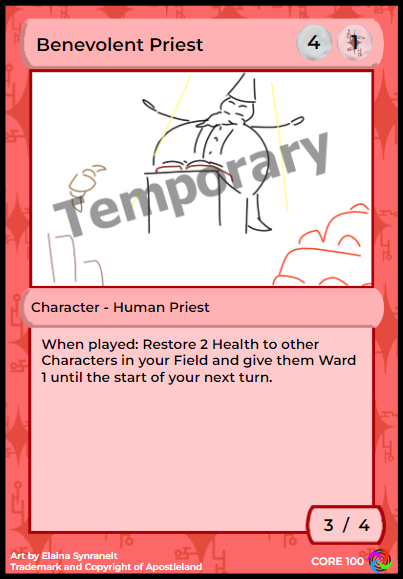 Benevolent Priest
4 1
Temporary
Character - Human Priest
When played: Restore 2 Health to other
Characters in your Field and give them Ward
1 until the start of your next turn.
3 / 4
Art by Elaina Synranelt
Trademark and Copyright of Apostleland
CORE 100